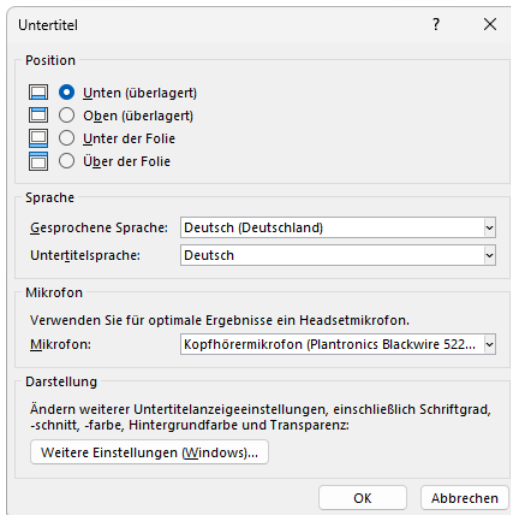 Untertitel ? ×
Position
Unten (überlagert)
Oben (überlagert)
Unter der Folie
Über der Folie
Sprache
Gesprochene Sprache: Deutsch (Deutschland)
Untertitelsprache: Deutsch
Mikrofon
Verwenden Sie für optimale Ergebnisse ein Headsetmikrofon.
Mikrofon: Kopfhörermikrofon (Plantronics Blackwire 522...
Darstellung
Ändern weiterer Untertitelanzeigeeinstellungen, einschließlich Schriftgrad,
-schnitt, -farbe, Hintergrundfarbe und Transparenz:
Weitere Einstellungen (Windows)...
OK Abbrechen